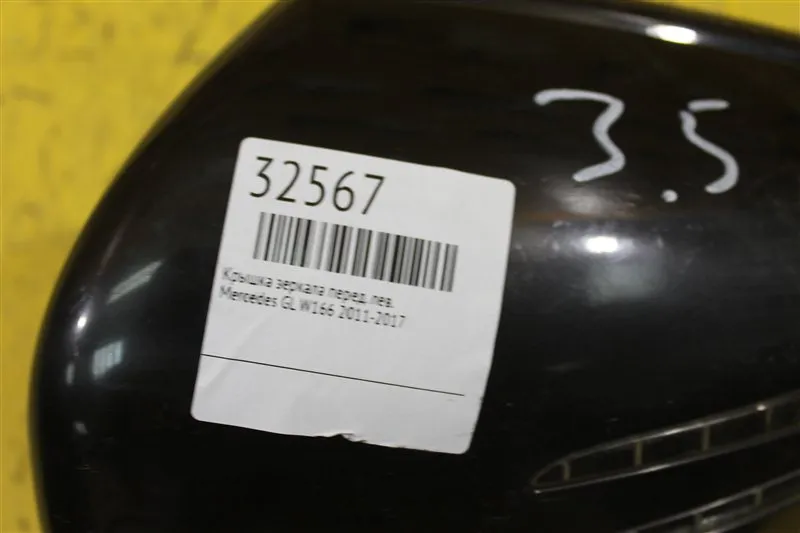 3.5
32567
Крышка зеркала перед. лев.
Mercedes GL W166 2011-2017